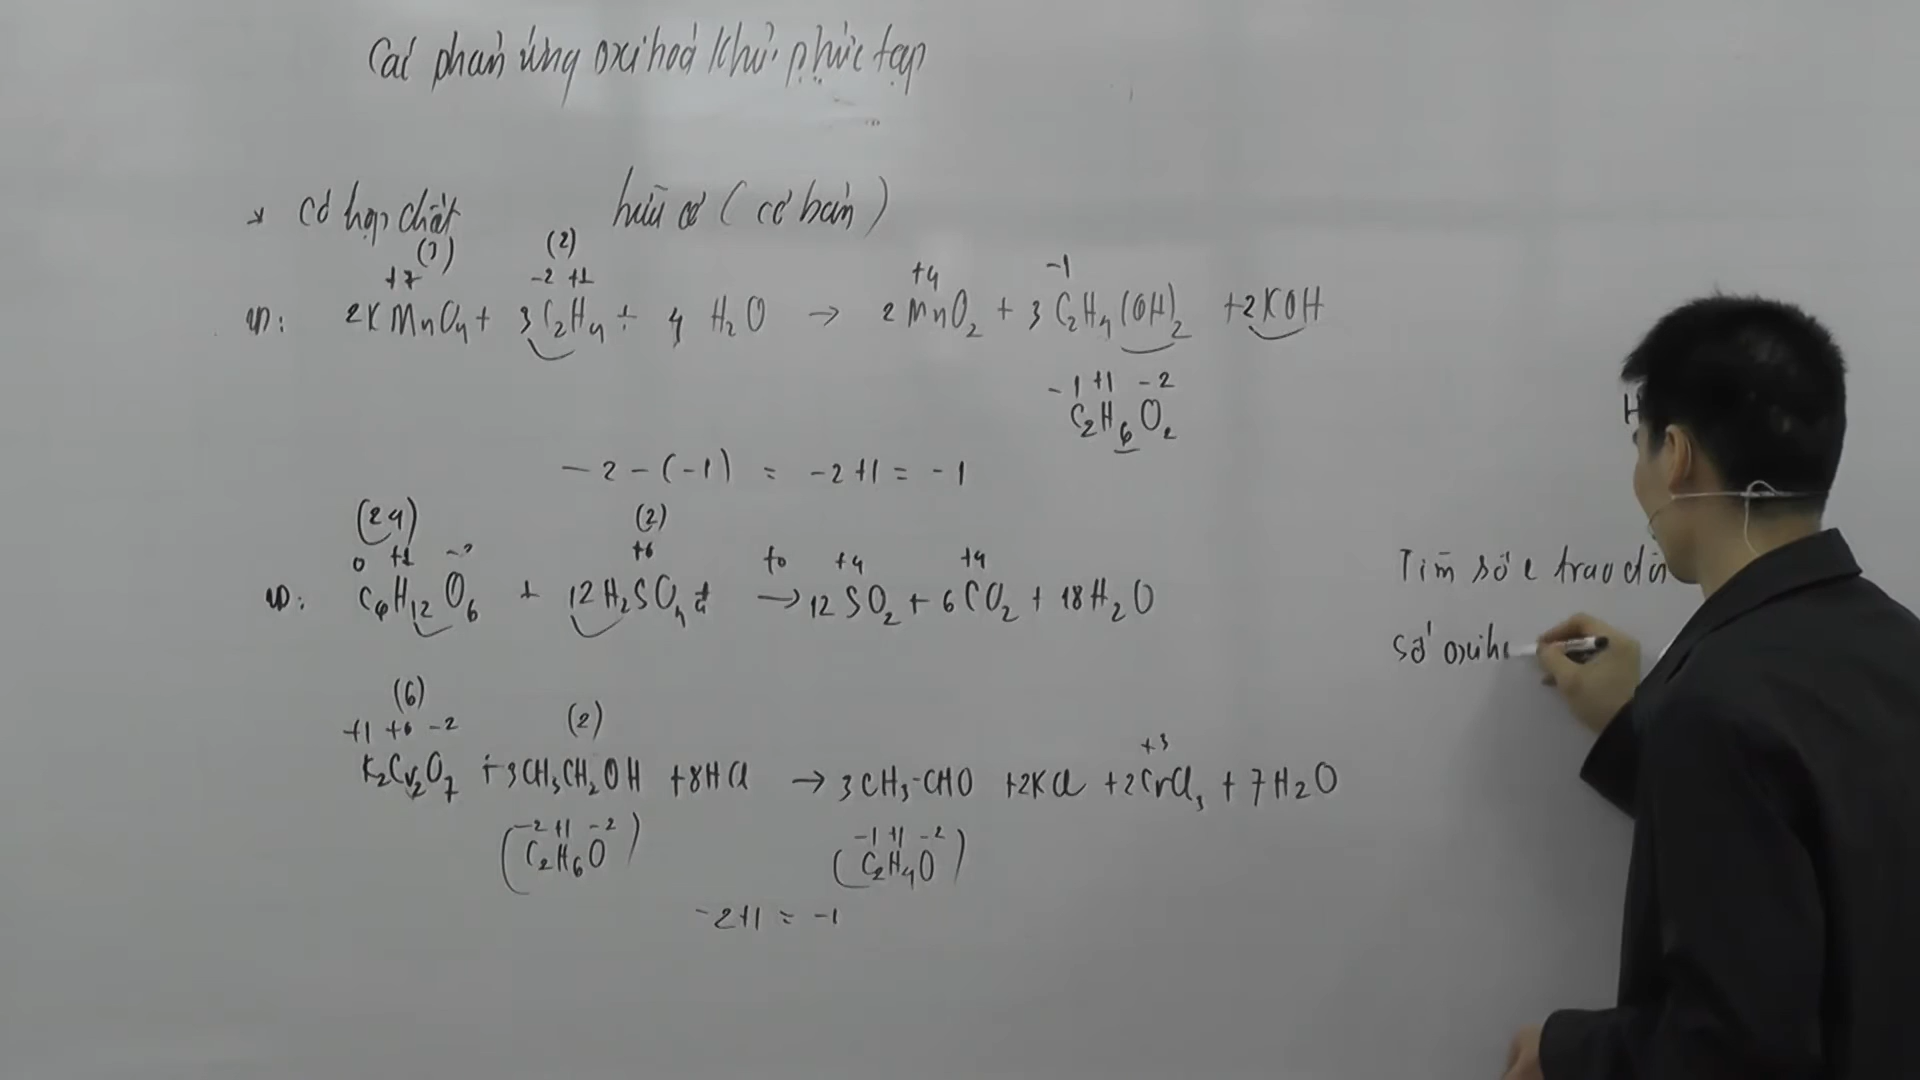 Các phản ứng oxi hoá khử phức tạp
* Có hợp chất hữu cơ (cơ bản)
(2)
+7 -2 +1 +4 -1
VD: 2KMnO4 + 3C2H4 + 4 H2O → 2MnO2 + 3C2H4(OH)2 + 2KOH
-1 +1 -2
C2H6O2
-2-(-1) = -2+1 = -1
(24) (2)
0 +1 -2 +6 to +4 +4
VD: C6H12O6 + 12H2SO4 đ → 12SO2 + 6CO2 + 18H2O
(6) (2)
+1 +6 -2 +3
K2Cr2O7 + 3CH3CH2OH + 8HCl → 3CH3-CHO + 2KCl + 2CrCl3 + 7H2O
-2 +1 -2 -1 +1 -2
(C2H6O) (C2H4O)
-2+1 = -1
H
Tìm số e trao đổi
Số oxih